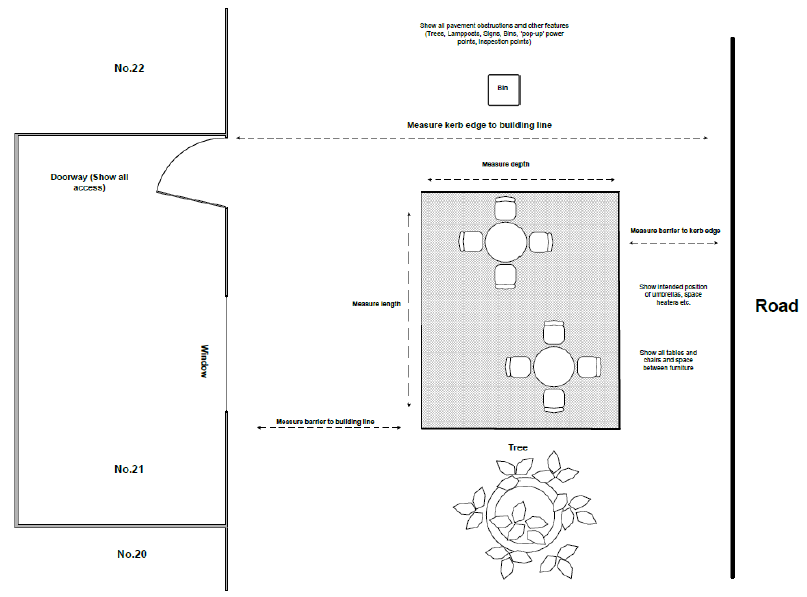 Show all pavement obstructions and other features
(Trees, Lampposts, Signs, Bins, 'pop-up' power
points, inspection points)
No.22
Bin
Measure kerb edge to building line
Measure depth
Doorway (Show all
access)
Measure barrier to kerb edge
Show intended position
of umbrellas, space
heaters etc.
Measure length
Road
Window
Show all tables and
chairs and space
between furniture
Measure barrier to building line
Tree
No.21
No.20